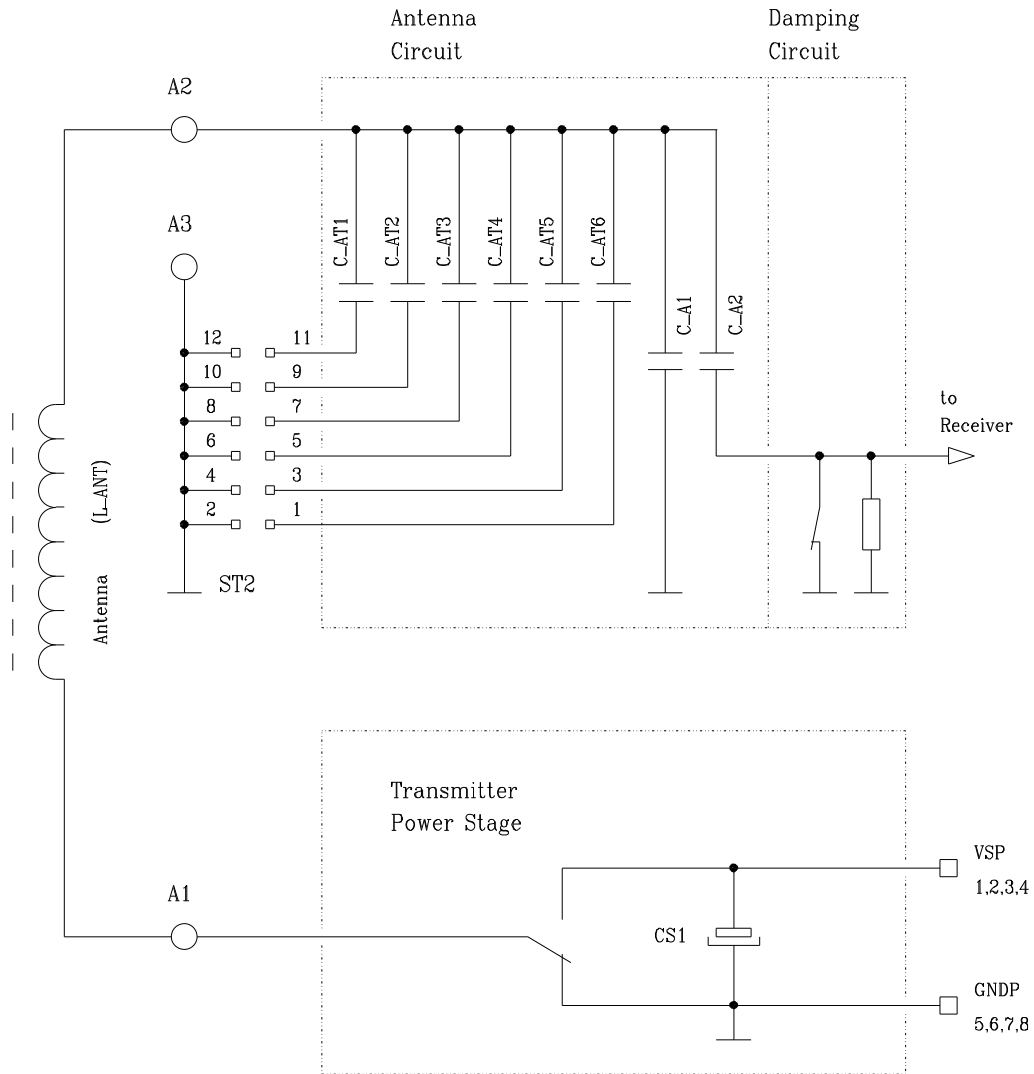 Antenna
Circuit
Damping
Circuit
A2
A3
C_AT1
C_AT2
C_AT3
C_AT4
C_AT5
C_AT6
C_A1
C_A2
12
11
10
9
8
7
6
5
4
3
2
1
to
Receiver
Antenna (L_ANT)
ST2
Transmitter
Power Stage
A1
CS1
VSP
1,2,3,4
GNDP
5,6,7,8